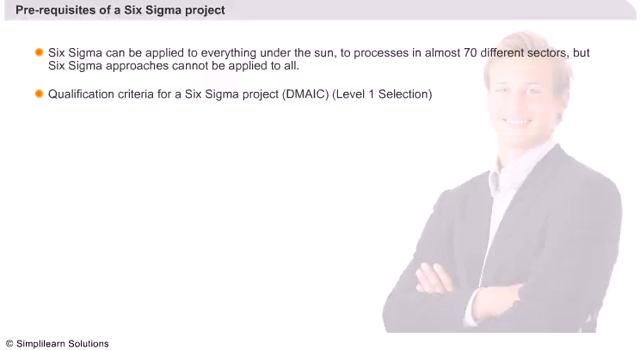 Pre-requisites of a Six Sigma project
Six Sigma can be applied to everything under the sun, to processes in almost 70 different sectors, but
Six Sigma approaches cannot be applied to all.
Qualification criteria for a Six Sigma project (DMAIC) (Level 1 Selection)
© Simplilearn Solutions